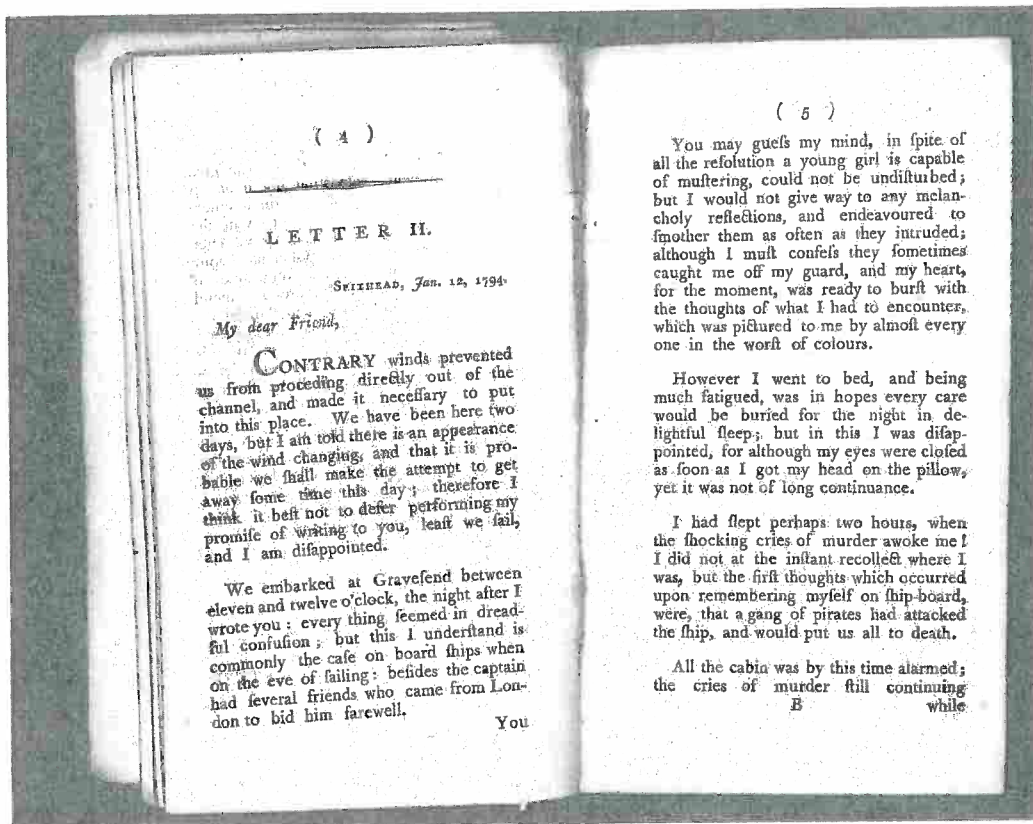 ( 4 )
LETTER II.
SPITHEAD, Jan. 12, 1794.
My dear Friend,
CONTRARY winds prevented
us from proceding directly out of the
channel, and made it neceſſary to put
into this place. We have been here two
days, but I am told there is an appearance
of the wind changing, and that it is pro-
bable we ſhall make the attempt to get
away ſome time this day; therefore I
think it beſt not to defer performing my
promiſe of writing to you, leaſt we ſail,
and I am diſappointed.
We embarked at Graveſend between
eleven and twelve o'clock, the night after I
wrote you: every thing ſeemed in dread-
ful confuſion; but this I underſtand is
commonly the caſe on board ſhips when
on the eve of ſailing: beſides the captain
had ſeveral friends who came from Lon-
don to bid him farewell.
You
( 5 )
You may gueſs my mind, in ſpite of
all the reſolution a young girl is capable
of muſtering, could not be undiſturbed;
but I would not give way to any melan-
choly reflections, and endeavoured to
ſmother them as often as they intruded;
although I muſt confeſs they ſometimes
caught me off my guard, and my heart,
for the moment, was ready to burſt with
the thoughts of what I had to encounter,
which was pictured to me by almoſt every
one in the worſt of colours.
However I went to bed, and being
much fatigued, was in hopes every care
would be buried for the night in de-
lightful ſleep; but in this I was diſap-
pointed, for although my eyes were cloſed
as ſoon as I got my head on the pillow,
yet it was not of long continuance.
I had ſlept perhaps two hours, when
the ſhocking cries of murder awoke me!
I did not at the inſtant recollect where I
was, but the firſt thoughts which occurred
upon remembering myſelf on ſhip-board,
were, that a gang of pirates had attacked
the ſhip, and would put us all to death.
All the cabin was by this time alarmed;
the cries of murder ſtill continuing
B while